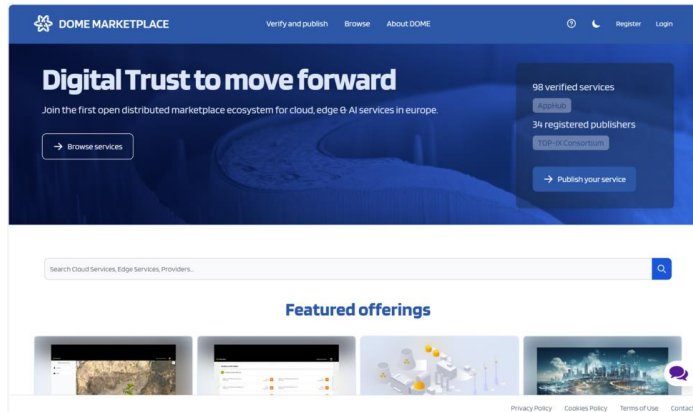 DOME MARKETPLACE
Verify and publish Browse About DOME
Register Login
Digital Trust to move forward
Join the first open distributed marketplace ecosystem for cloud, edge & AI services in europe.
→ Browse services
98 verified services
AppHub
34 registered publishers
TOP-IX Consortium
→ Publish your service
Search Cloud Services, Edge Services, Providers...
Featured offerings
Privacy Policy Cookies Policy Terms of Use Contact